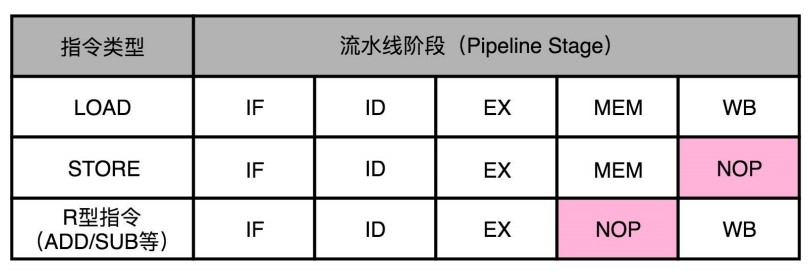 指令类型 流水线阶段（Pipeline Stage）
LOAD IF ID EX MEM WB
STORE IF ID EX MEM NOP
R型指令
（ADD/SUB等） IF ID EX NOP WB